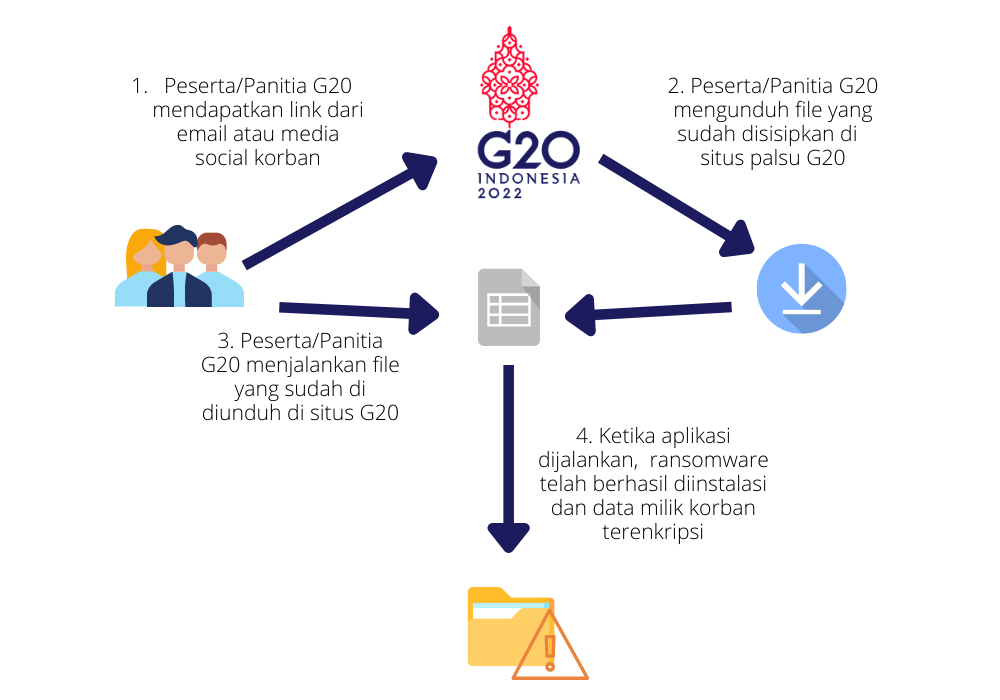 1. Peserta/Panitia G20
mendapatkan link dari
email atau media
social korban
G20
INDONESIA
2022
2. Peserta/Panitia G20
mengunduh file yang
sudah disisipkan di
situs palsu G20
3. Peserta/Panitia
G20 menjalankan file
yang sudah di
diunduh di situs G20
4. Ketika aplikasi
dijalankan, ransomware
telah berhasil diinstalasi
dan data milik korban
terenkripsi